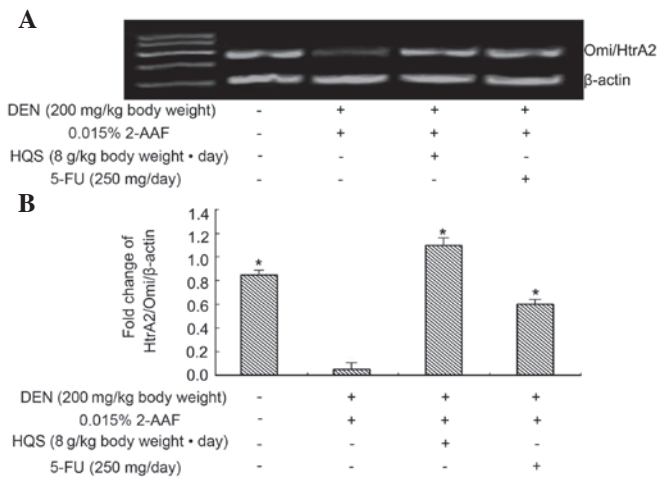 A
Omi/HtrA2
β-actin
DEN (200 mg/kg body weight) - + + +
0.015% 2-AAF - + + +
HQS (8 g/kg body weight • day) - - + -
5-FU (250 mg/day) - - - +
B
Fold change of
HtrA2/Omi/β-actin
1.4
1.2
1.0
0.8
0.6
0.4
0.2
0.0
* * *
DEN (200 mg/kg body weight) - + + +
0.015% 2-AAF - + + +
HQS (8 g/kg body weight • day) - - + -
5-FU (250 mg/day) - - - +